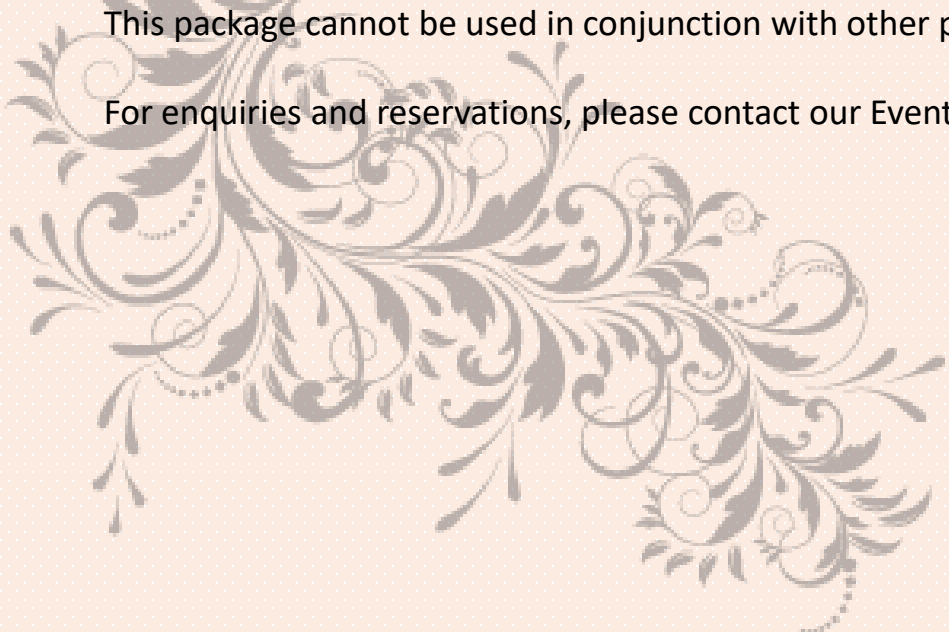 This package cannot be used in conjunction with other
For enquiries and reservations, please contact our Event